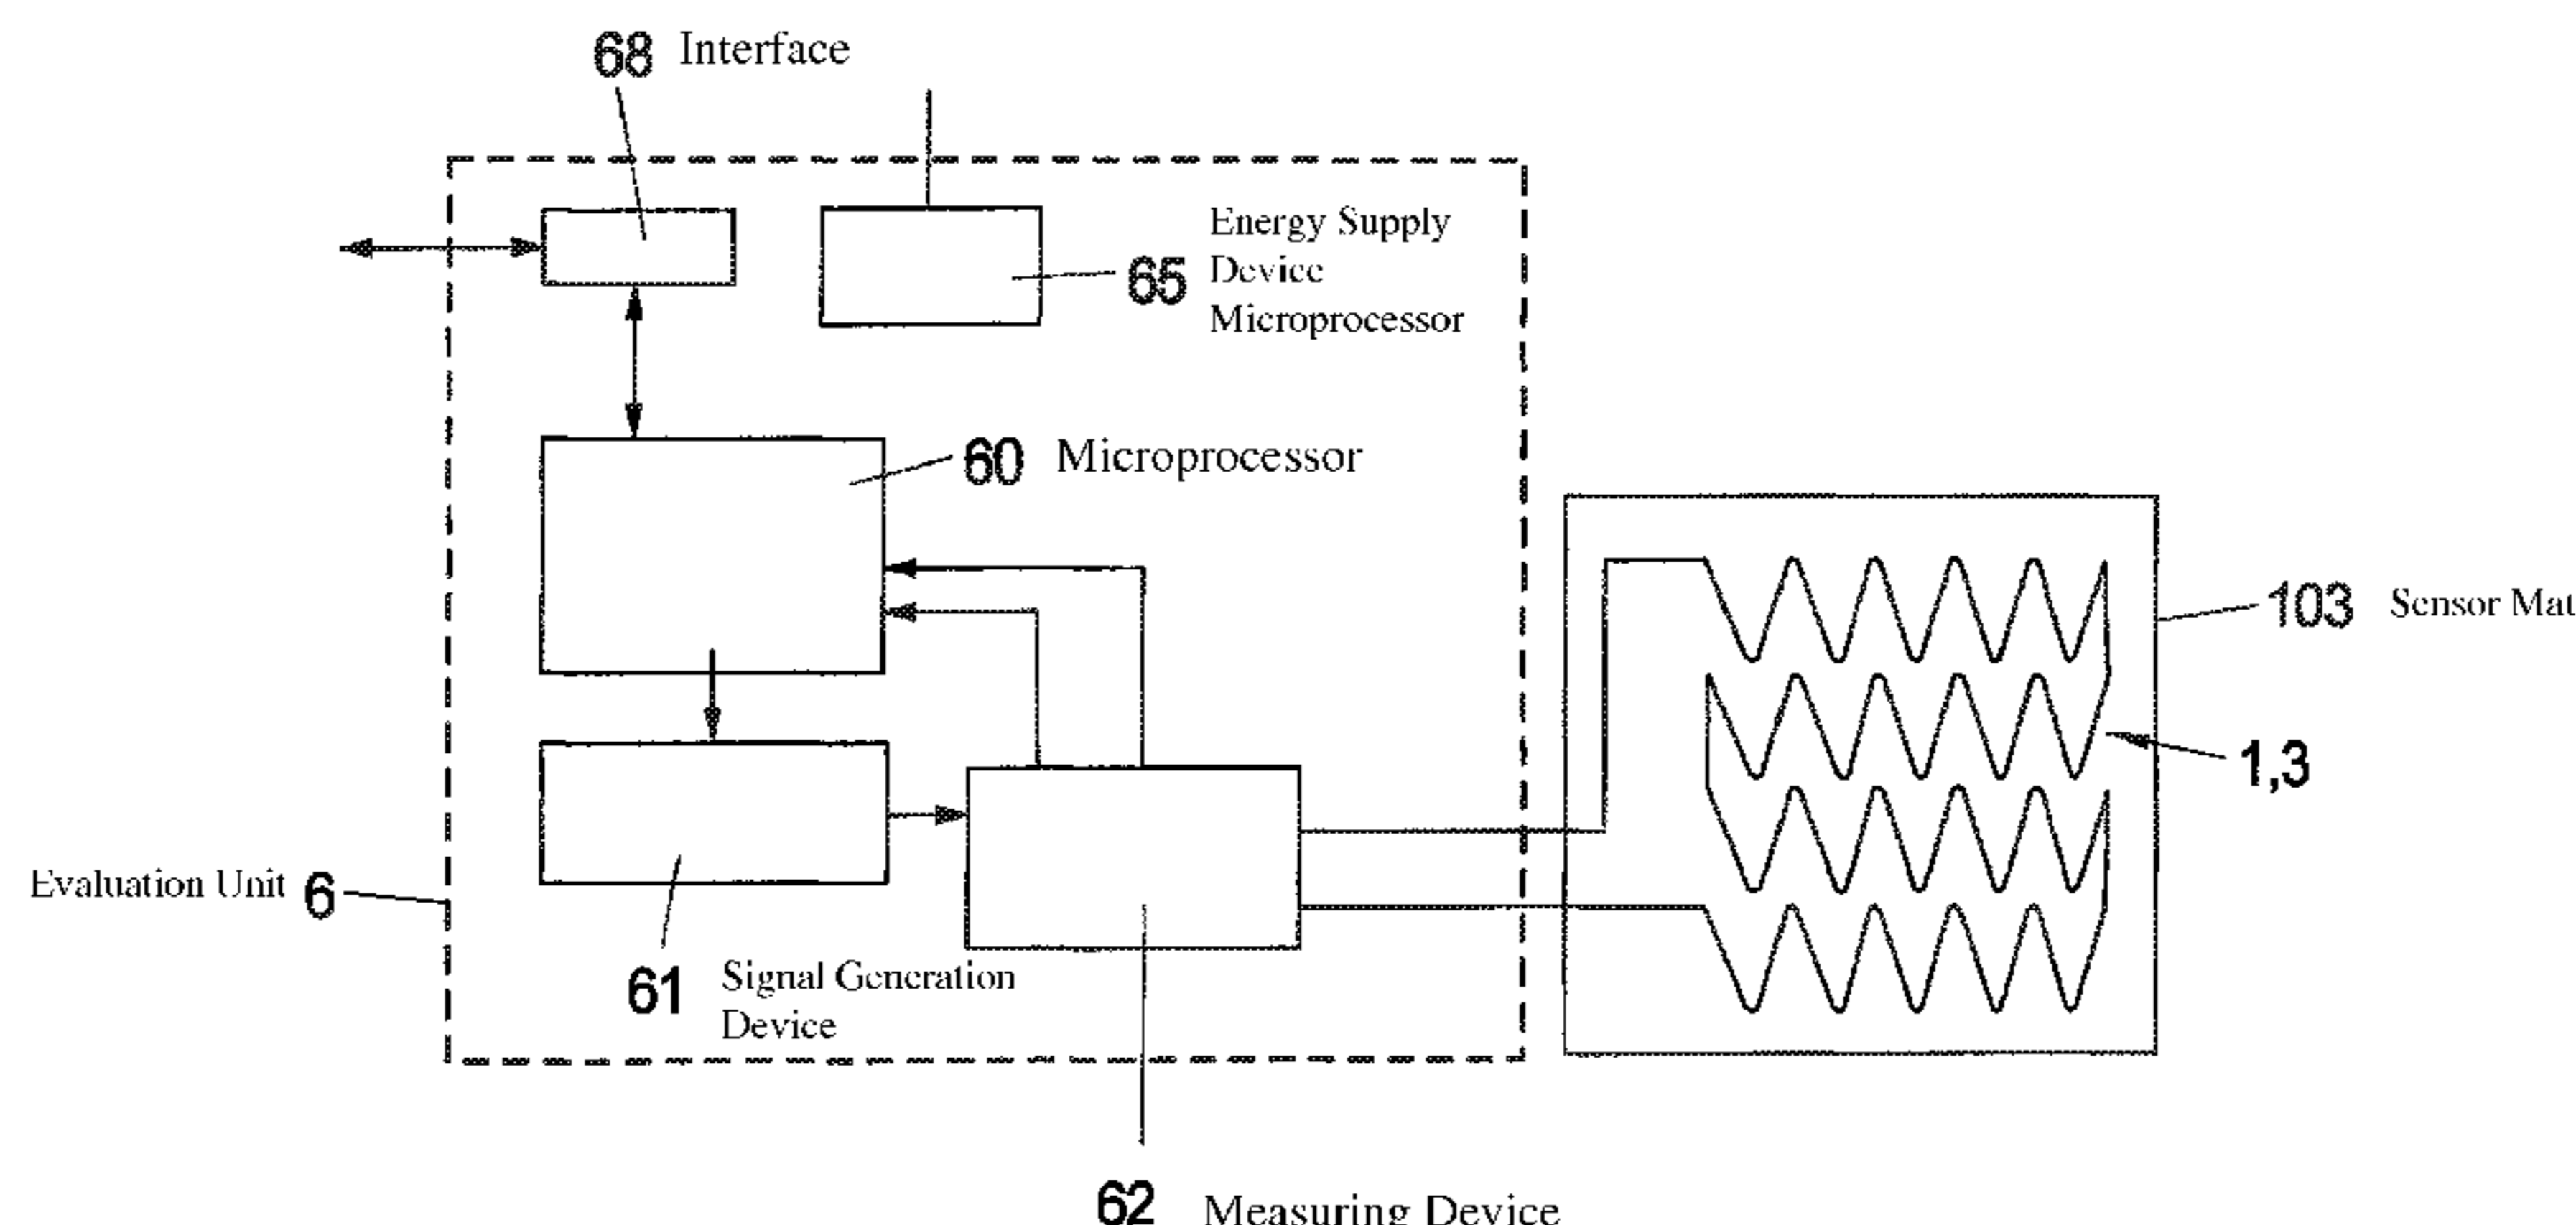 68 Interface
Energy Supply
65 Device
Microprocessor
60 Microprocessor
103 Sensor Mat
1,3
Evaluation Unit 6
61 Signal Generation
Device
62 Measuring Device